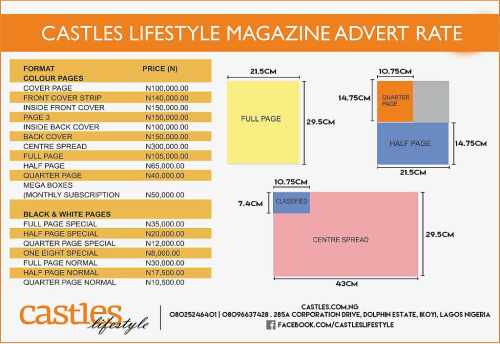 CASTLES LIFESTYLE MAGAZINE ADVERT RATE
FORMAT PRICE (N)
COLOUR PAGES
COVER PAGE N100,000.00
FRONT COVER STRIP N140,000.00
INSIDE FRONT COVER N150,000.00
PAGE 3 N150,000.00
INSIDE BACK COVER N100,000.00
BACK COVER N150,000.00
CENTRE SPREAD N300,000.00
FULL PAGE N105,000.00
HALF PAGE N65,000.00
QUARTER PAGE N40,000.00
MEGA BOXES
(MONTHLY SUBSCRIPTION N50,000.00
BLACK & WHITE PAGES
FULL PAGE SPECIAL N35,000.00
HALF PAGE SPECIAL N20,000.00
QUARTER PAGE SPECIAL N12,000.00
ONE EIGHT SPECIAL N8,000.00
FULL PAGE NORMAL N30,000.00
HALF PAGE NORMAL N17,500.00
QUARTER PAGE NORMAL N10,500.00
21.5CM
FULL PAGE
29.5CM
10.75CM
14.75CM
QUARTER
PAGE
HALF PAGE
14.75CM
21.5CM
10.75CM
7.4CM
CLASSIFIED
CENTRE SPREAD
29.5CM
43CM
castles
lifestyle
CASTLES.COM.NG
08025246401 | 08096637428 . 285A CORPORATION DRIVE, DOLPHIN ESTATE, IKOYI, LAGOS NIGERIA
f FACEBOOK.COM/CASTLESLIFESTYLE